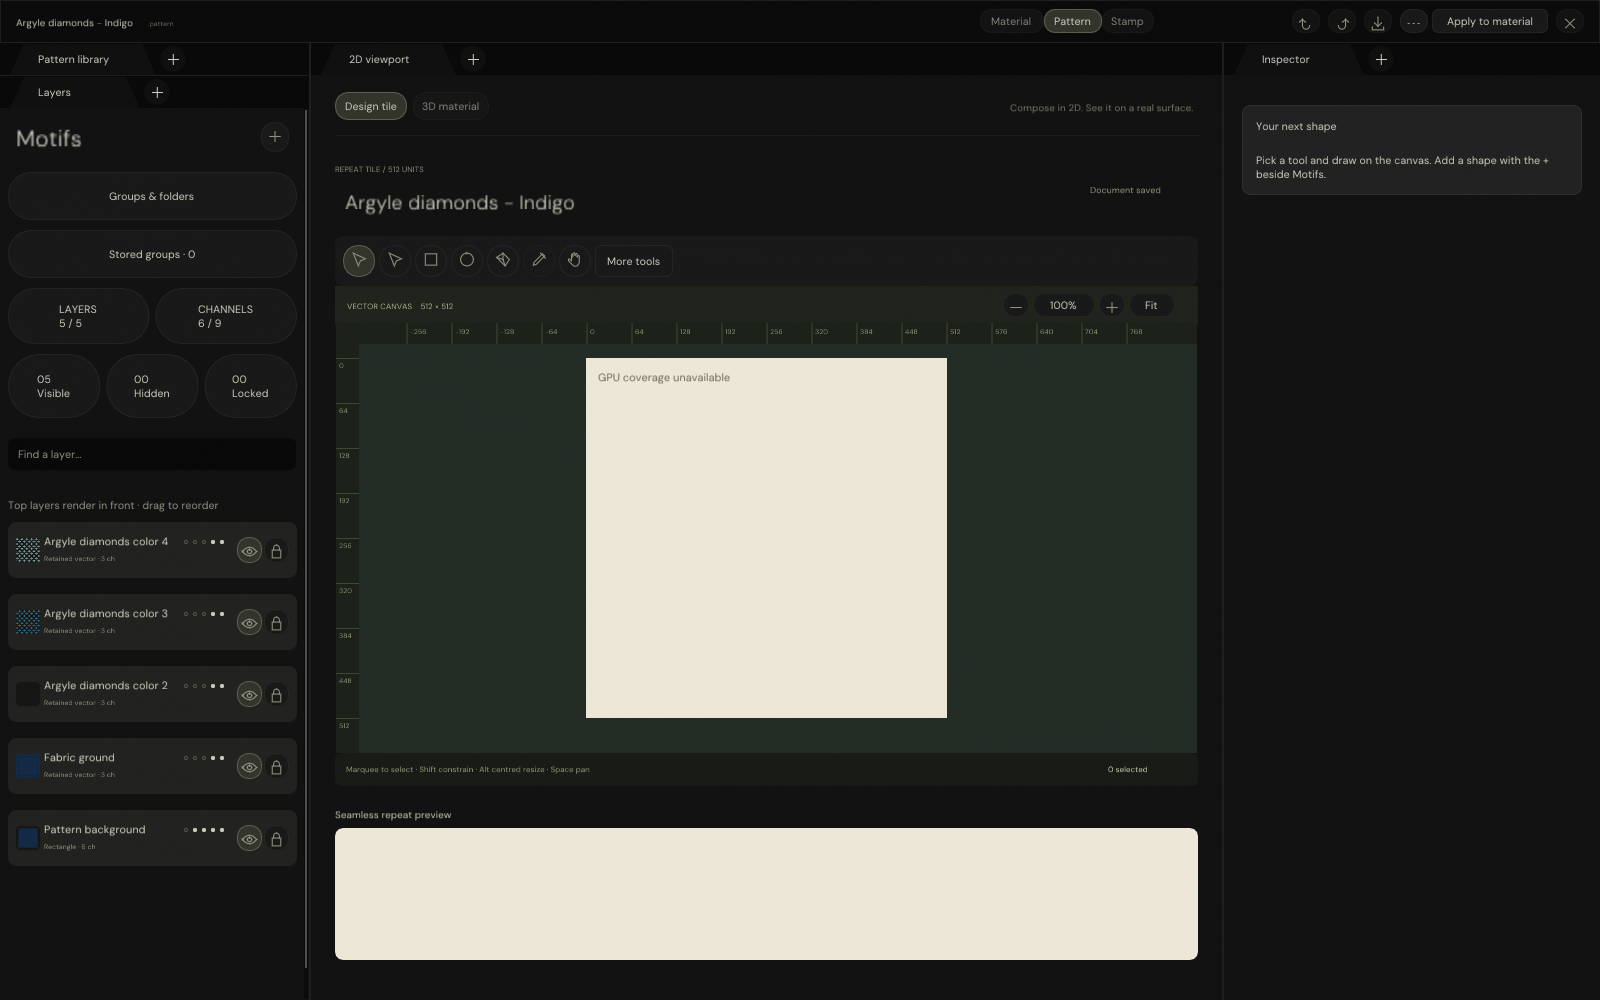 Argyle diamonds - Indigo
.pattern
Material
Pattern
Stamp
Apply to material
Pattern library
2D viewport
Inspector
Layers
Motifs
Groups & folders
Stored groups · 0
LAYERS
5 / 5
CHANNELS
6 / 9
05
Visible
00
Hidden
00
Locked
Find a layer...
Top layers render in front · drag to reorder
Argyle diamonds color 4
Retained vector · 3 ch
Argyle diamonds color 3
Retained vector · 3 ch
Argyle diamonds color 2
Retained vector · 3 ch
Fabric ground
Retained vector · 3 ch
Pattern background
Rectangle · 6 ch
Design tile
3D material
Compose in 2D. See it on a real surface.
REPEAT TILE / 512 UNITS
Argyle diamonds - Indigo
Document saved
More tools
VECTOR CANVAS 512 × 512
100%
Fit
-256 -192 -128 -64 0 64 128 192 256 320 384 448 512 576 640 704 768
0
64
128
192
256
320
384
448
512
GPU coverage unavailable
Marquee to select · Shift constrain · Alt centred resize · Space pan
0 selected
Seamless repeat preview
Your next shape
Pick a tool and draw on the canvas. Add a shape with the +
beside Motifs.